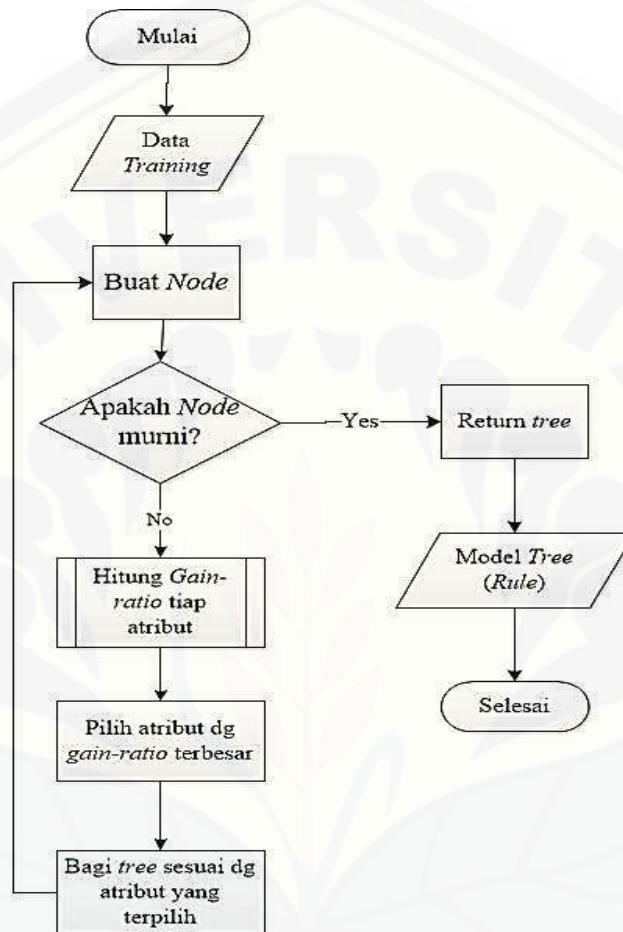 Mulai
Data
Training
Buat Node
Apakah Node
murni?
Yes
Return tree
No
Model Tree
(Rule)
Hitung Gain-
ratio tiap
atribut
Selesai
Pilih atribut dg
gain-ratio terbesar
Bagi tree sesuai dg
atribut yang
terpilih